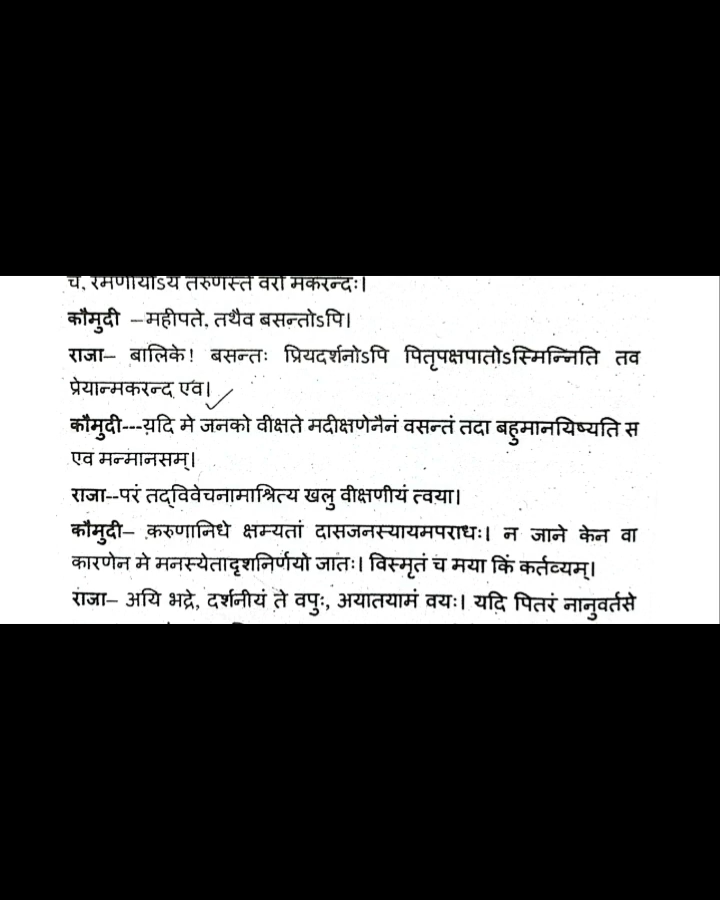 च, रमणीयोऽयं तरुणस्ते वरो मकरन्दः।
कौमुदी –महीपते, तथैव बसन्तोऽपि।
राजा– बालिके! बसन्तः प्रियदर्शनोऽपि पितृपक्षपातोऽस्मिन्निति तव
प्रेयान्मकरन्द एव।
कौमुदी---यदि मे जनको वीक्षते मदीक्षणेनैनं वसन्तं तदा बहुमानयिष्यति स
एव मन्मानसम्।
राजा--परं तद्विवेचनामाश्रित्य खलु वीक्षणीयं त्वया।
कौमुदी– करुणानिधे क्षम्यतां दासजनस्यायमपराधः। न जाने केन वा
कारणेन मे मनस्येतादृशनिर्णयो जातः। विस्मृतं च मया किं कर्तव्यम्।
राजा– अयि भद्रे, दर्शनीयं ते वपुः, अयातयामं वयः। यदि पितरं नानुवर्तसे